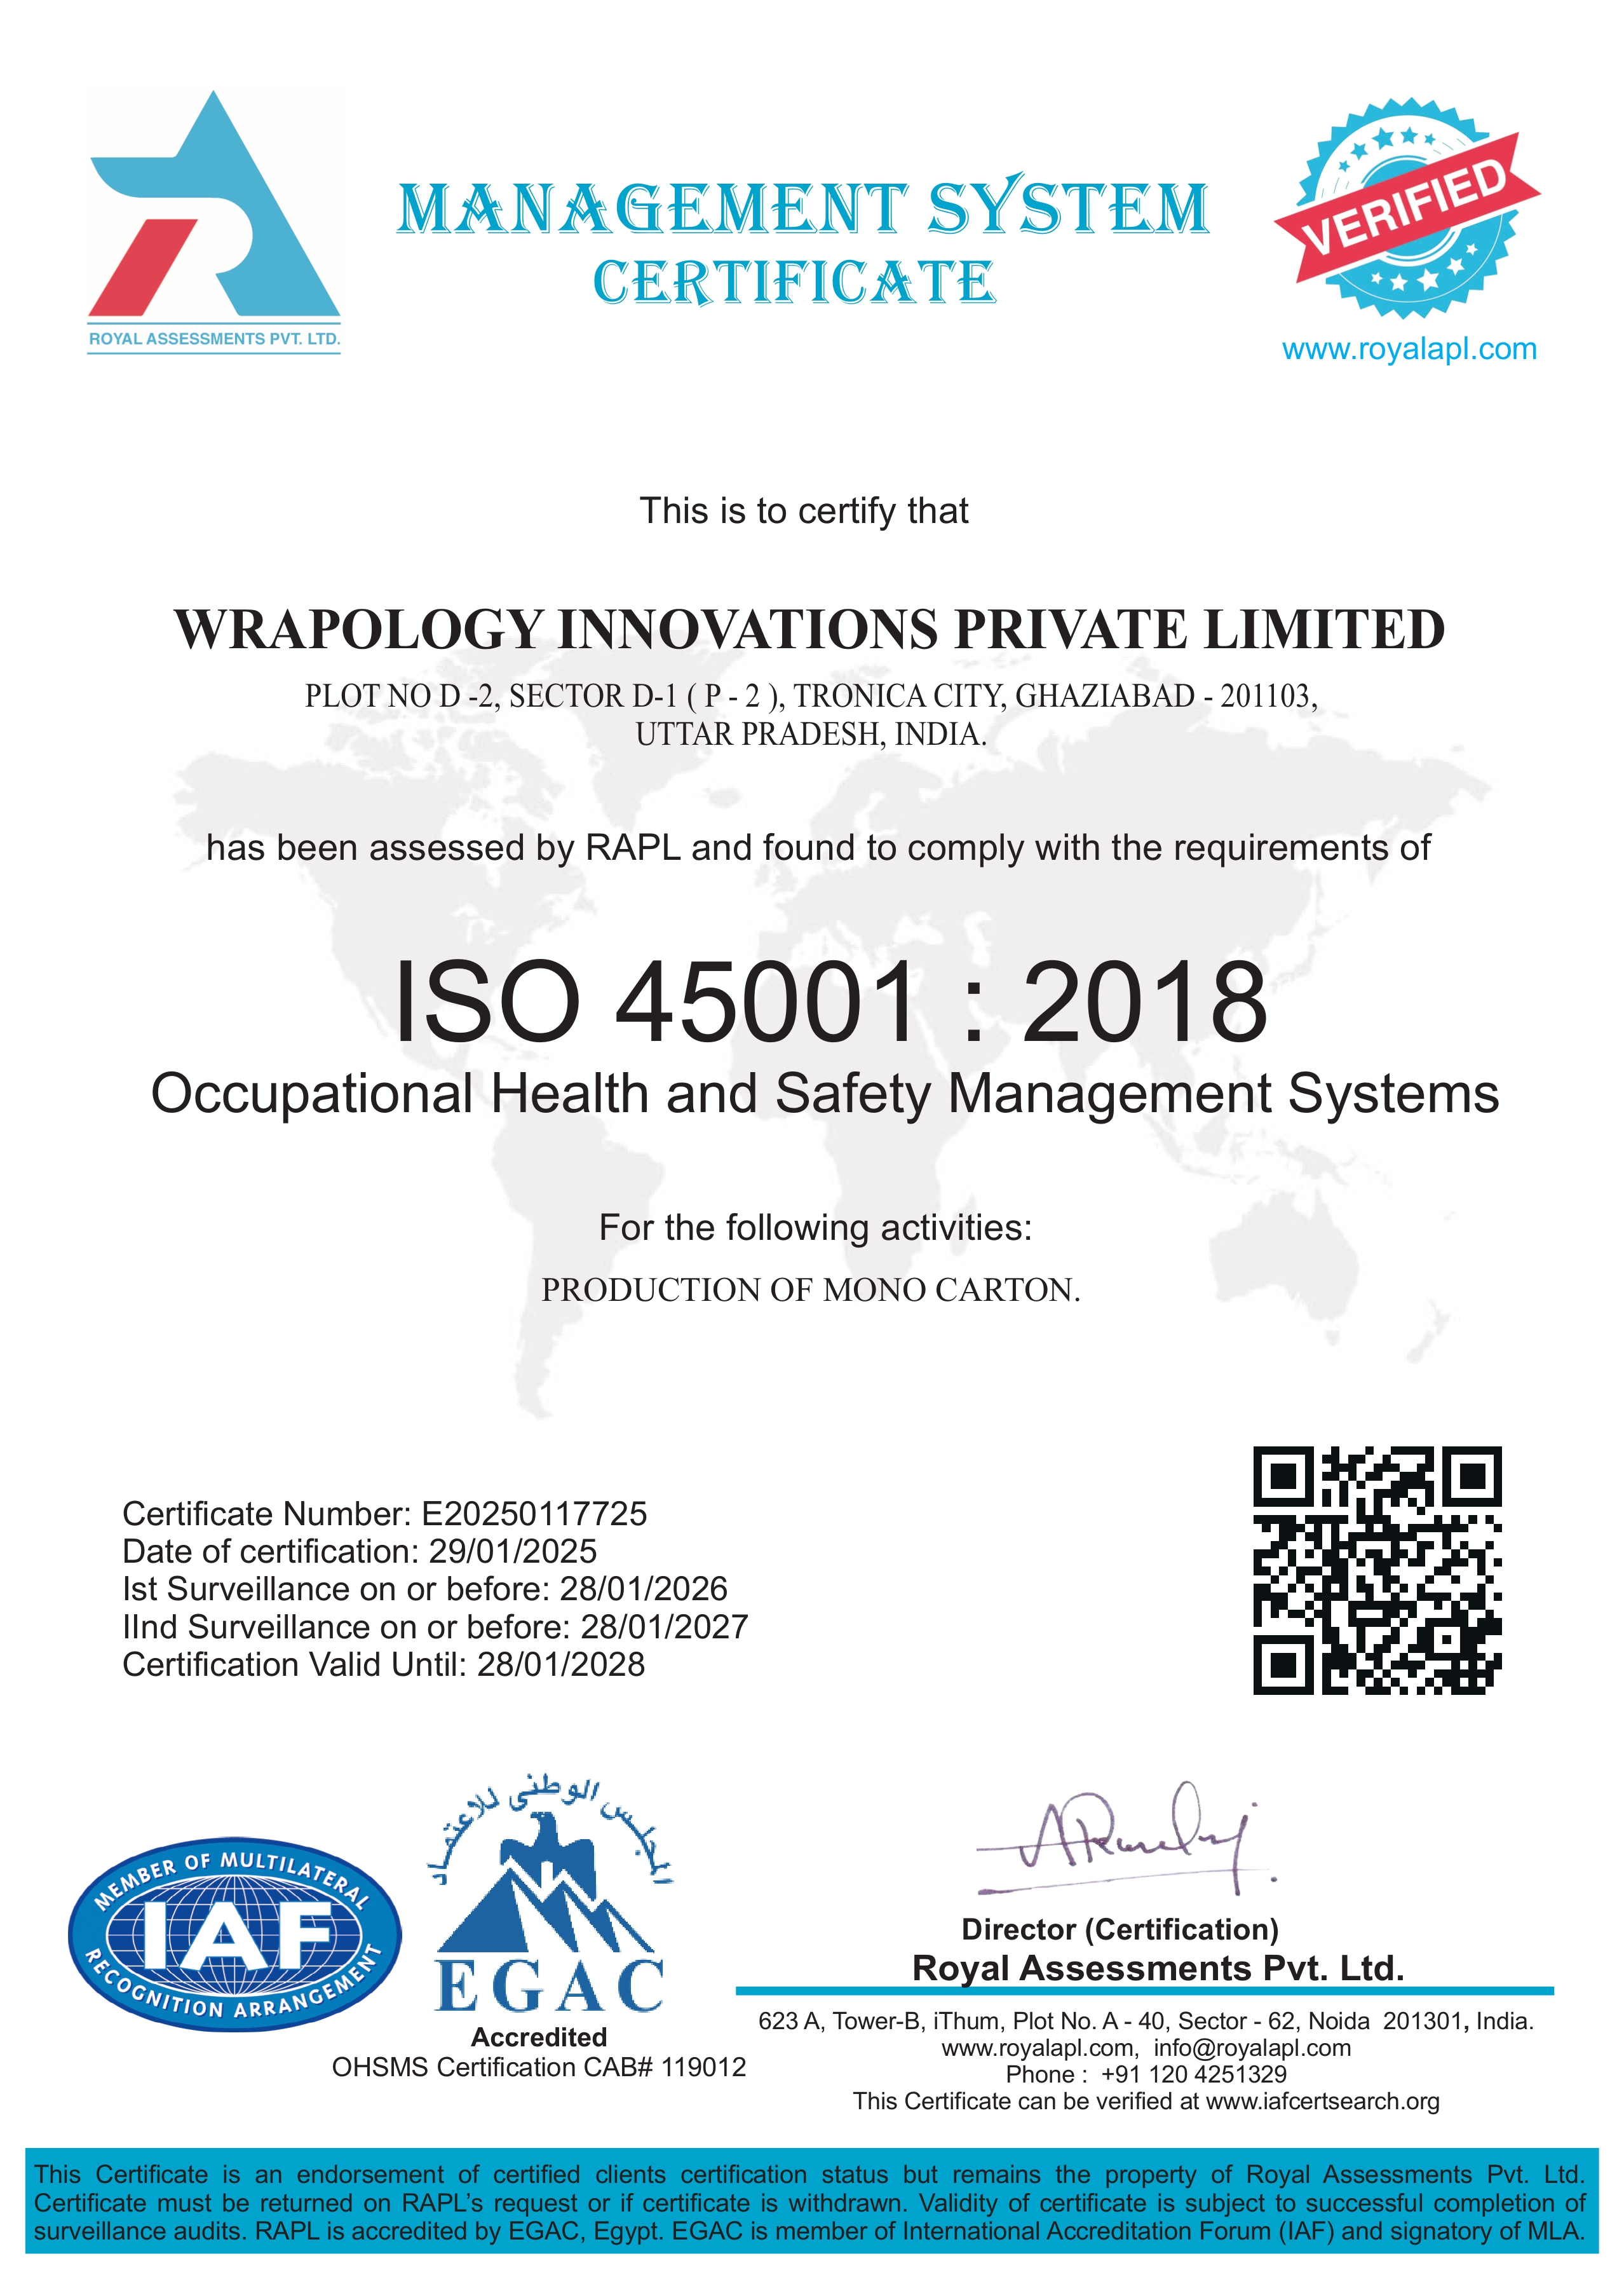 ROYAL ASSESSMENTS PVT. LTD.
MANAGEMENT SYSTEM
CERTIFICATE
VERIFIED
www.royalapl.com
This is to certify that
WRAPOLOGY INNOVATIONS PRIVATE LIMITED
PLOT NO D -2, SECTOR D-1 ( P - 2 ), TRONICA CITY, GHAZIABAD - 201103,
UTTAR PRADESH, INDIA.
has been assessed by RAPL and found to comply with the requirements of
ISO 45001 : 2018
Occupational Health and Safety Management Systems
For the following activities:
PRODUCTION OF MONO CARTON.
Certificate Number: E20250117725
Date of certification: 29/01/2025
Ist Surveillance on or before: 28/01/2026
IInd Surveillance on or before: 28/01/2027
Certification Valid Until: 28/01/2028
MEMBER OF MULTILATERAL
IAF
RECOGNITION ARRANGEMENT
المجلس الوطنى للاعتماد
EGAC
Accredited
OHSMS Certification CAB# 119012
Director (Certification)
Royal Assessments Pvt. Ltd.
623 A, Tower-B, iThum, Plot No. A - 40, Sector - 62, Noida 201301, India.
www.royalapl.com, info@royalapl.com
Phone : +91 120 4251329
This Certificate can be verified at www.iafcertsearch.org
This Certificate is an endorsement of certified clients certification status but remains the property of Royal Assessments Pvt. Ltd.
Certificate must be returned on RAPL's request or if certificate is withdrawn. Validity of certificate is subject to successful completion of
surveillance audits. RAPL is accredited by EGAC, Egypt. EGAC is member of International Accreditation Forum (IAF) and signatory of MLA.